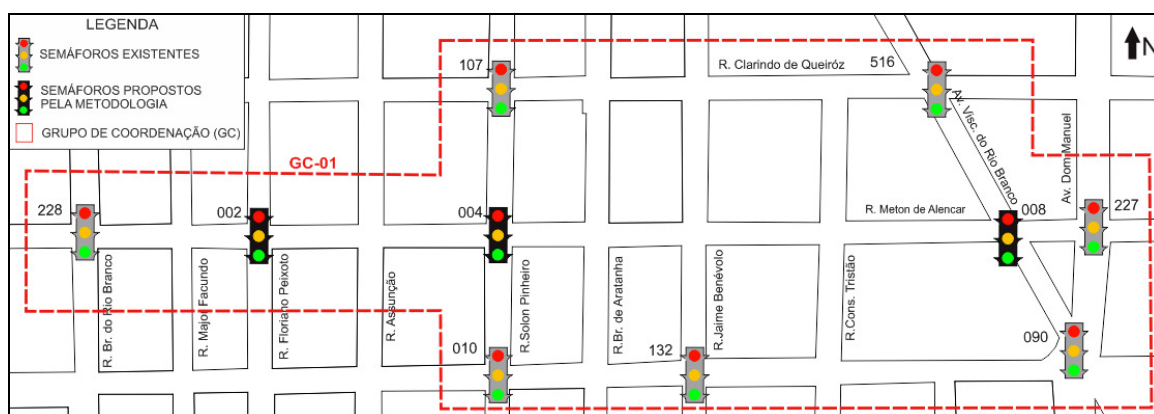 LEGENDA
SEMÁFOROS EXISTENTES
SEMÁFOROS PROPOSTOS
PELA METODOLOGIA
GRUPO DE COORDENAÇÃO (GC)
107
R. Clarindo de Queiróz
516
N
GC-01
Av. Visc. do Rio Branco
Av. Dom Manuel
228
002
004
R. Meton de Alencar
008
227
R. Br. do Rio Branco
R. Major Facundo
R. Floriano Peixoto
R. Assunção
R.Solon Pinheiro
R.Br. de Aratanha
R.Jaime Benévolo
R.Cons. Tristão
010
132
090